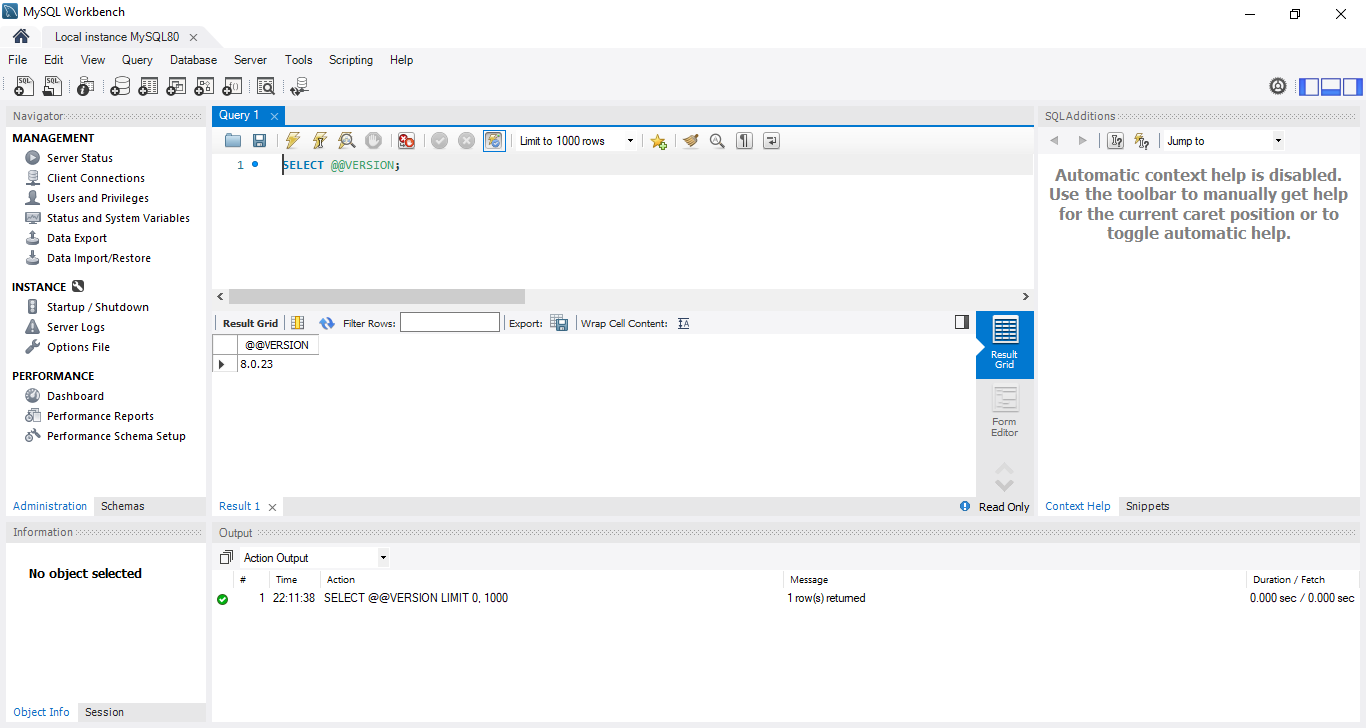 MySQL Workbench
Local instance MySQL80
File Edit View Query Database Server Tools Scripting Help
Navigator
MANAGEMENT
Server Status
Client Connections
Users and Privileges
Status and System Variables
Data Export
Data Import/Restore
INSTANCE
Startup / Shutdown
Server Logs
Options File
PERFORMANCE
Dashboard
Performance Reports
Performance Schema Setup
Administration Schemas
Query 1
Limit to 1000 rows
1 SELECT @@VERSION;
Result Grid Filter Rows: Export: Wrap Cell Content:
@@VERSION
8.0.23
Result
Grid
Form
Editor
Result 1
Read Only
SQLAdditions
Jump to
Automatic context help is disabled.
Use the toolbar to manually get help
for the current caret position or to
toggle automatic help.
Context Help Snippets
Information
No object selected
Object Info Session
Output
Action Output
# Time Action Message Duration / Fetch
1 22:11:38 SELECT @@VERSION LIMIT 0, 1000 1 row(s) returned 0.000 sec / 0.000 sec